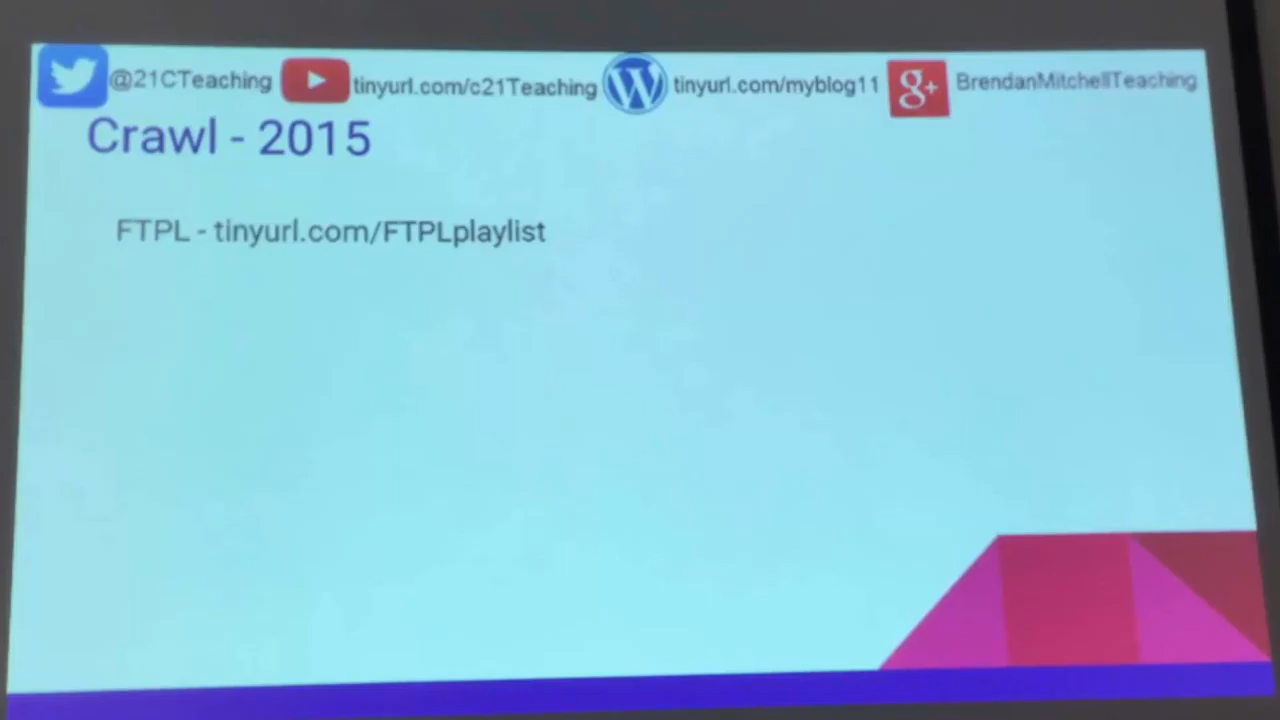 @21CTeaching tinyurl.com/c21Teaching tinyurl.com/myblog11 g+ BrendanMitchellTeaching
Crawl - 2015
FTPL - tinyurl.com/FTPLplaylist